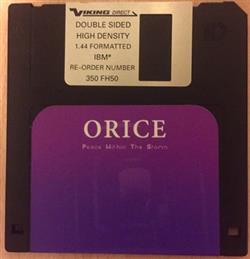 VIKING DIRECT
DOUBLE SIDED
HIGH DENSITY
1.44 FORMATTED
IBM®
RE-ORDER NUMBER
350 FH50
ORICE
Peace Within The Storm